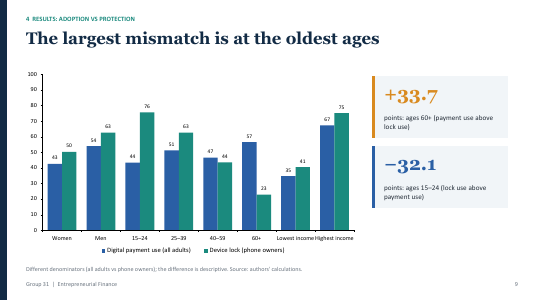 4 RESULTS: ADOPTION VS PROTECTION
The largest mismatch is at the oldest ages
100
90
80
70
60
50
40
30
20
10
0
43 50 54 63 44 76 51 63 47 44 57 23 35 41 67 75
Women Men 15–24 25–39 40–59 60+ Lowest income Highest income
Digital payment use (all adults) Device lock (phone owners)
+33.7
points: ages 60+ (payment use above
lock use)
−32.1
points: ages 15–24 (lock use above
payment use)
Different denominators (all adults vs phone owners); the difference is descriptive. Source: authors' calculations.
Group 31 | Entrepreneurial Finance 9